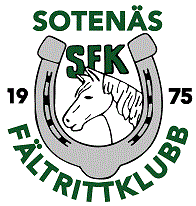 SOTENÄS
SFK
19 75
FÄLTRITTKLUBB